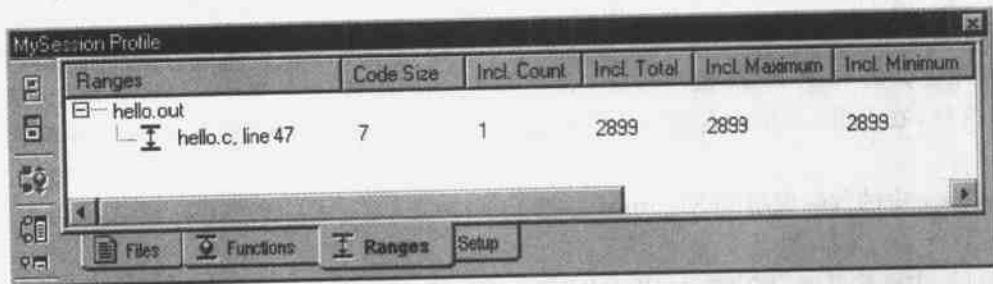 MySession Profile
Ranges Code Size Incl. Count Incl. Total Incl. Maximum Incl. Minimum
hello.out
hello.c, line 47 7 1 2899 2899 2899
Files Functions Ranges Setup